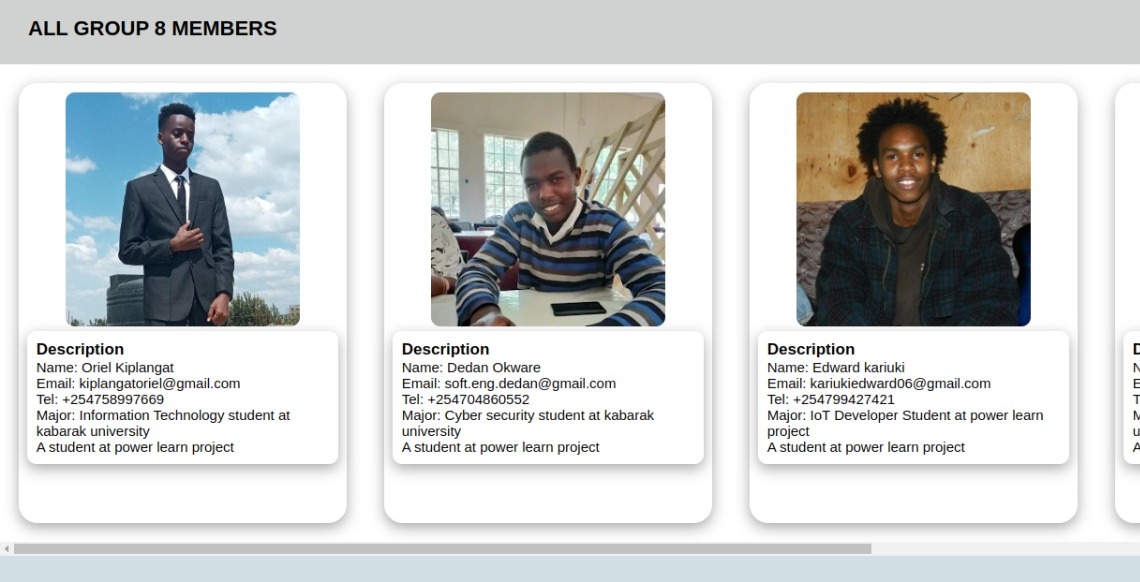 ALL GROUP 8 MEMBERS
Description
Name: Oriel Kiplangat
Email: kiplangatoriel@gmail.com
Tel: +254758997669
Major: Information Technology student at
kabarak university
A student at power learn project
Description
Name: Dedan Okware
Email: soft.eng.dedan@gmail.com
Tel: +254704860552
Major: Cyber security student at kabarak
university
A student at power learn project
Description
Name: Edward kariuki
Email: kariukiedward06@gmail.com
Tel: +254799427421
Major: IoT Developer Student at power learn
project
A student at power learn project